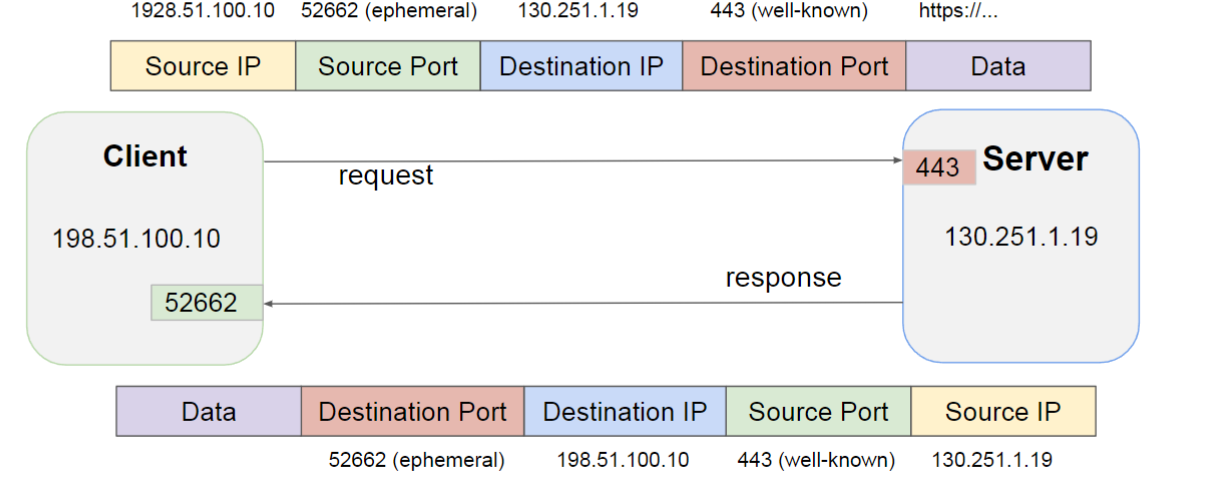 1928.51.100.10 52662 (ephemeral) 130.251.1.19 443 (well-known) https://...
Source IP Source Port Destination IP Destination Port Data
Client
443 Server
request
198.51.100.10
130.251.1.19
response
52662
Data Destination Port Destination IP Source Port Source IP
52662 (ephemeral) 198.51.100.10 443 (well-known) 130.251.1.19